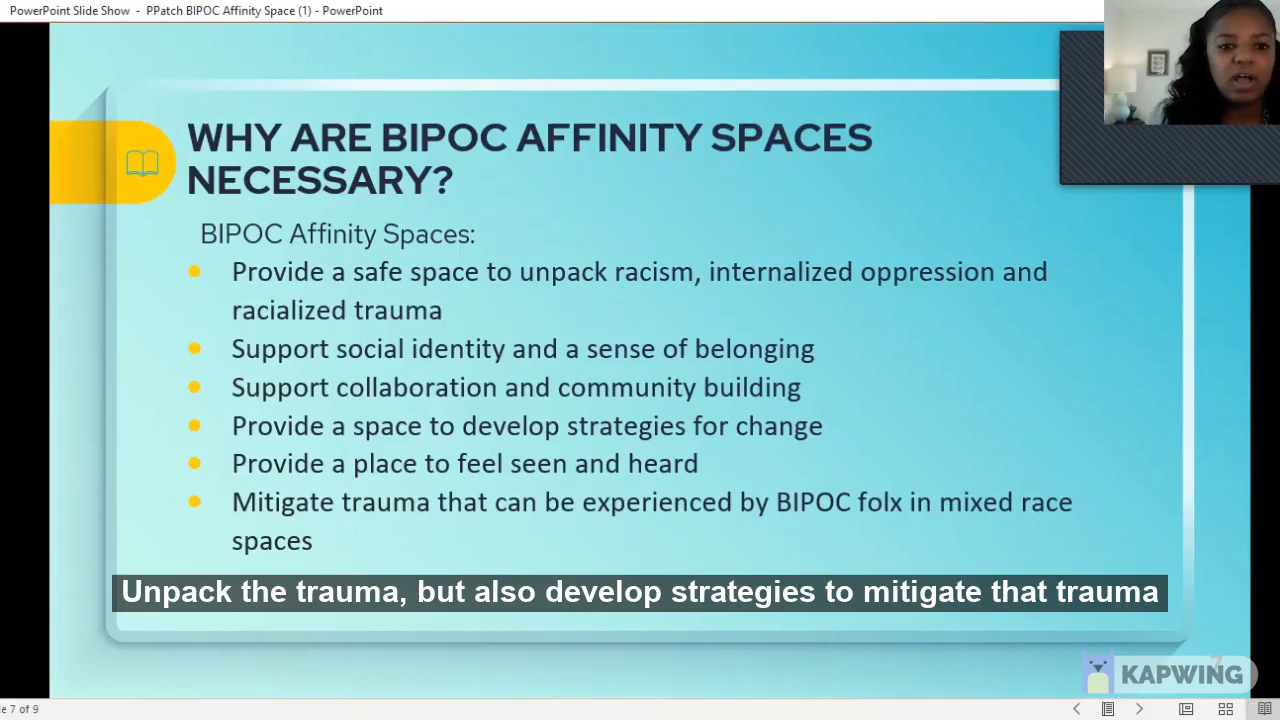 PowerPoint Slide Show - PPatch BIPOC Affinity Space (1) - PowerPoint
WHY ARE BIPOC AFFINITY SPACES
NECESSARY?
BIPOC Affinity Spaces:
Provide a safe space to unpack racism, internalized oppression and
racialized trauma
Support social identity and a sense of belonging
Support collaboration and community building
Provide a space to develop strategies for change
Provide a place to feel seen and heard
Mitigate trauma that can be experienced by BIPOC folx in mixed race
spaces
Unpack the trauma, but also develop strategies to mitigate that trauma
7
KAPWING
le 7 of 9